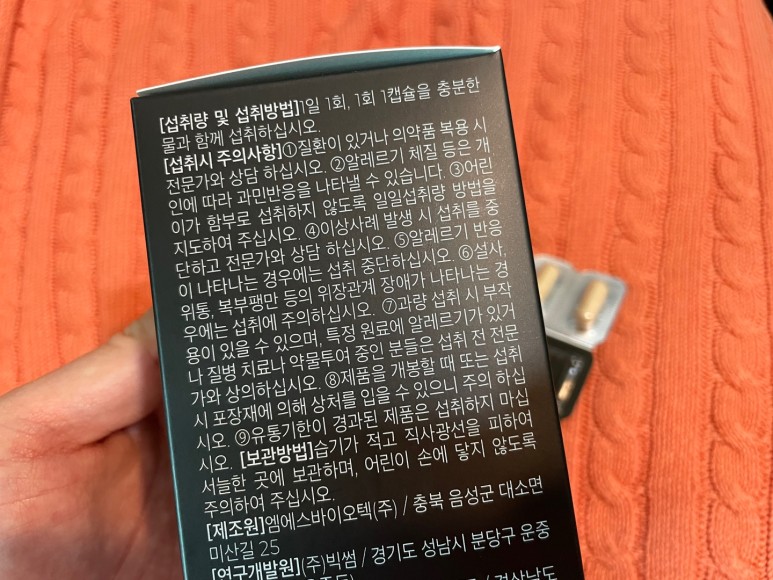 [섭취량 및 섭취방법]1일 1회, 1회 1캡슐을 충분한
물과 함께 섭취하십시오.
[섭취시 주의사항]①질환이 있거나 의약품 복용 시
전문가와 상담 하십시오. ②알레르기 체질 등은 개
인에 따라 과민반응을 나타낼 수 있습니다. ③어린
이가 함부로 섭취하지 않도록 일일섭취량 방법을
지도하여 주십시오. ④이상사례 발생 시 섭취를 중
단하고 전문가와 상담 하십시오. ⑤알레르기 반응
이 나타나는 경우에는 섭취 중단하십시오. ⑥설사,
위통, 복부팽만 등의 위장관계 장애가 나타나는 경
우에는 섭취에 주의하십시오. ⑦과량 섭취 시 부작
용이 있을 수 있으며, 특정 원료에 알레르기가 있거
나 질병 치료나 약물투여 중인 분들은 섭취 전 전문
가와 상의하십시오. ⑧제품을 개봉할 때 또는 섭취
시 포장재에 의해 상처를 입을 수 있으니 주의 하십
시오. ⑨유통기한이 경과된 제품은 섭취하지 마십
시오. [보관방법]습기가 적고 직사광선을 피하여
서늘한 곳에 보관하며, 어린이 손에 닿지 않도록
주의하여 주십시오.
[제조원]엠에스바이오텍(주) / 충북 음성군 대소면
미산길 25
[연구개발원](주)빅썸 / 경기도 성남시 분당구 운중
/ 경상남도